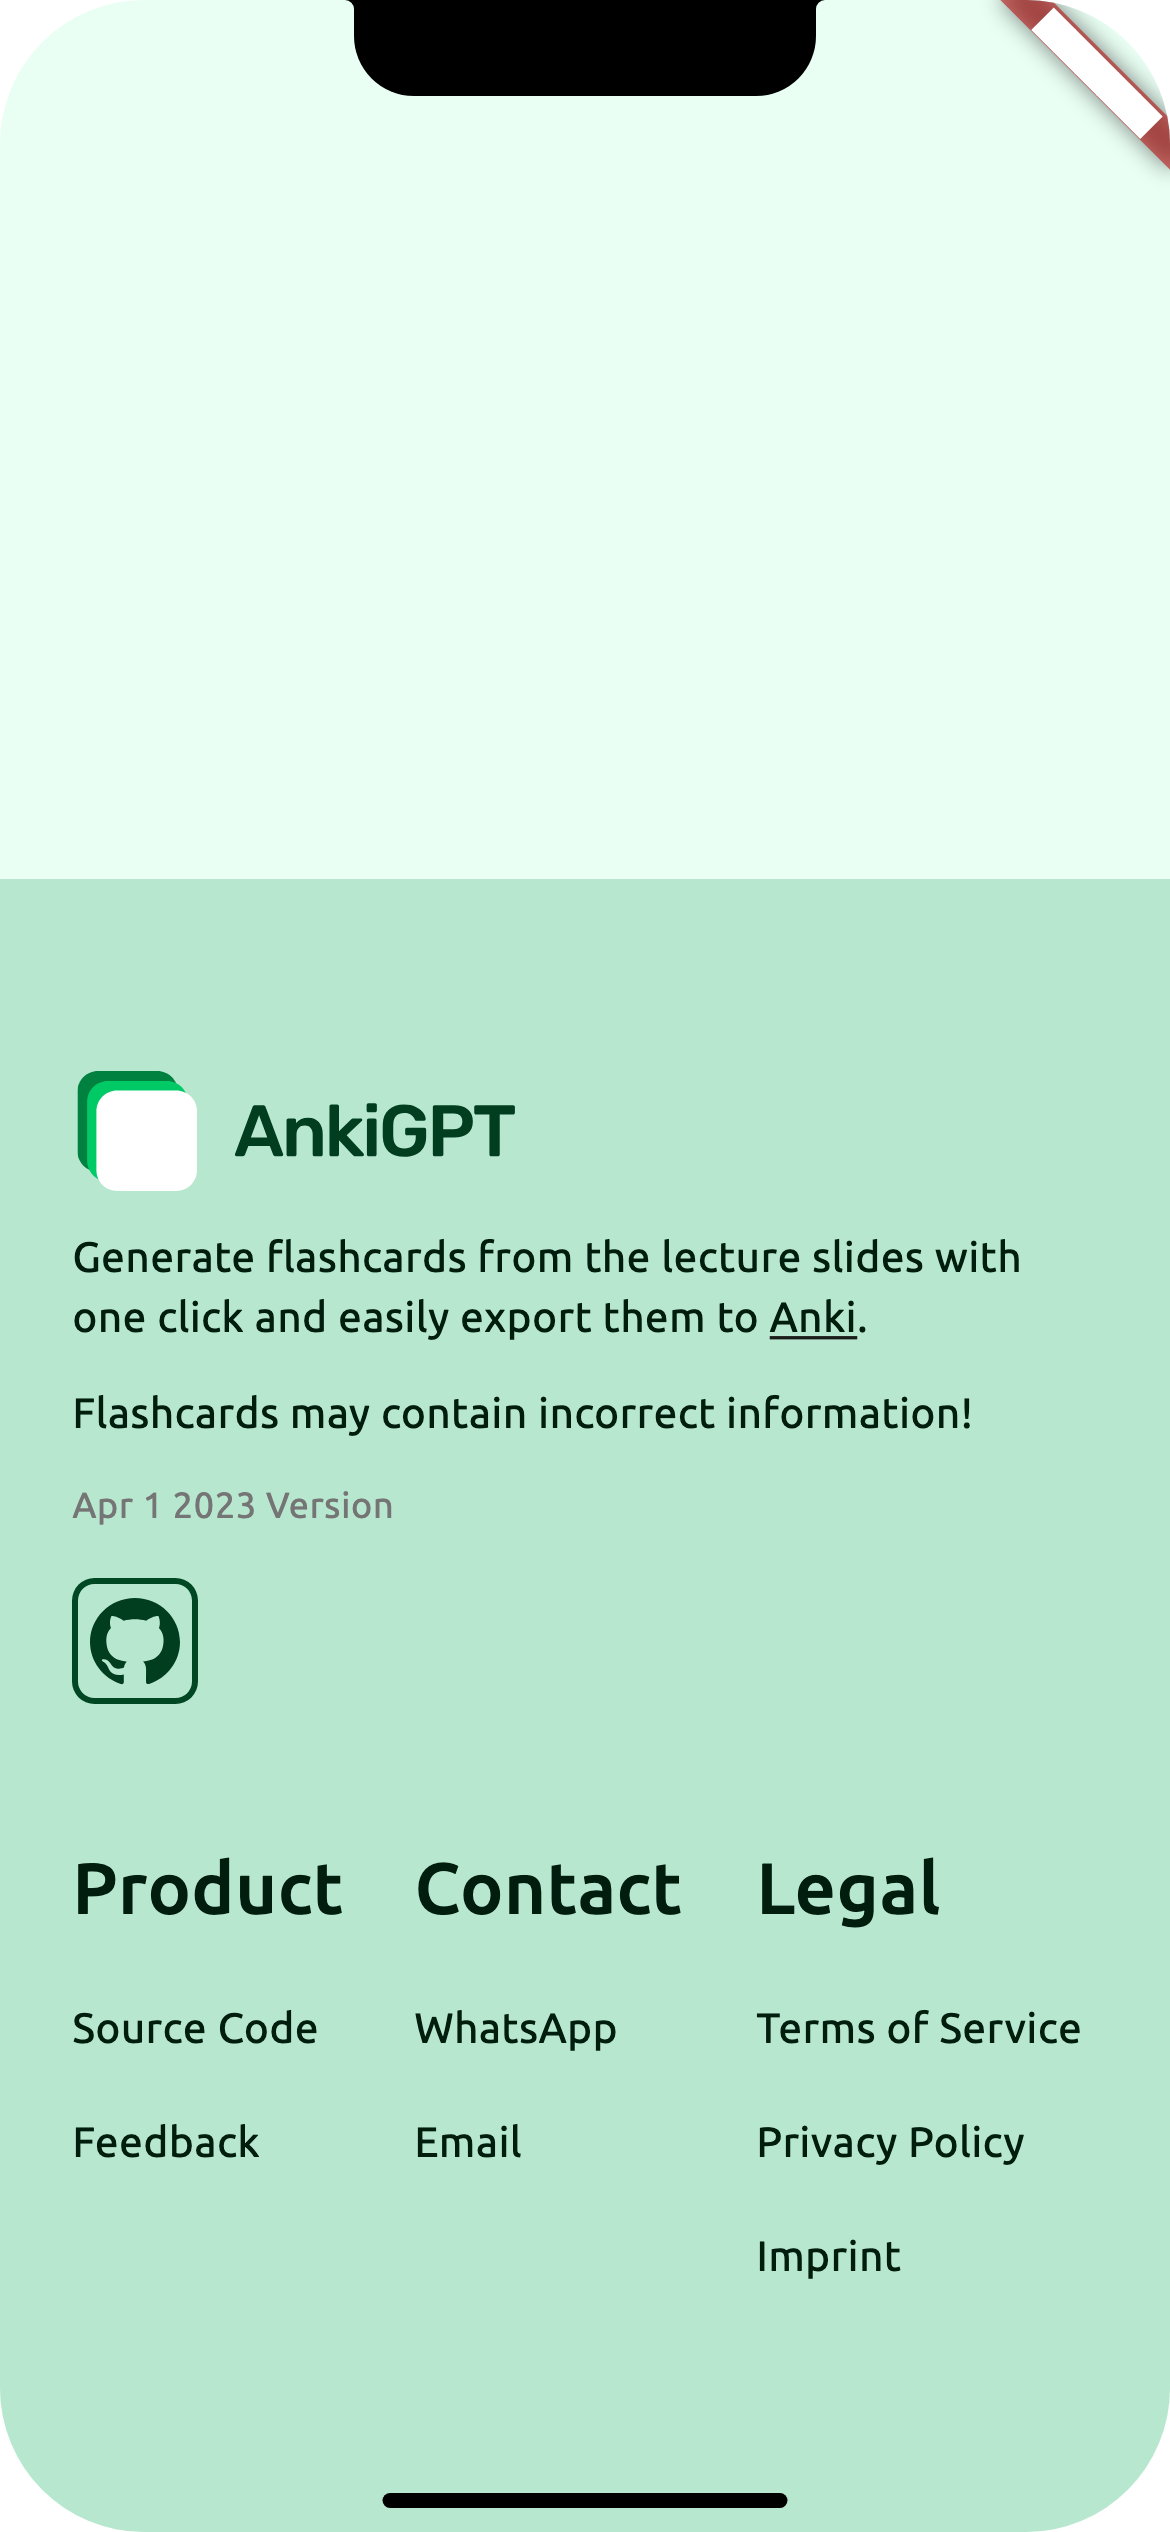 AnkiGPT
Generate flashcards from the lecture slides with
one click and easily export them to Anki.
Flashcards may contain incorrect information!
Apr 1 2023 Version
Product
Source Code
Feedback
Contact
WhatsApp
Email
Legal
Terms of Service
Privacy Policy
Imprint